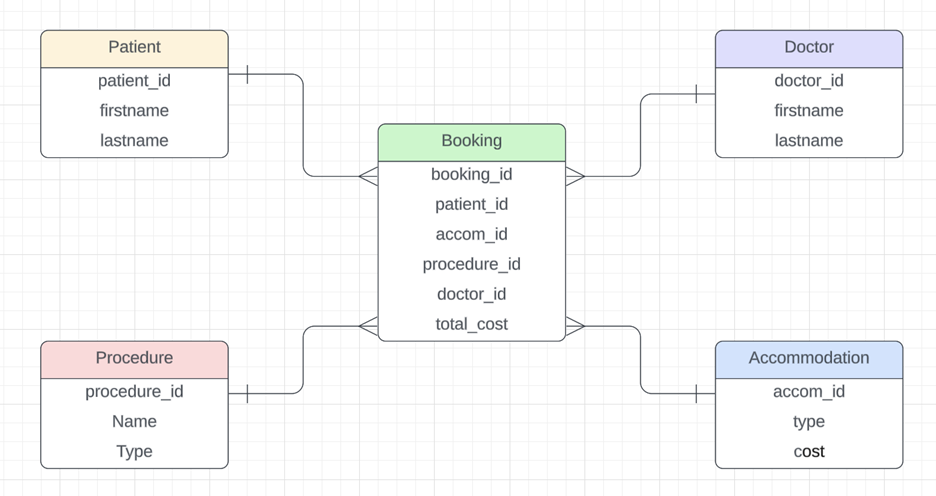 Patient
patient_id
firstname
lastname
Doctor
doctor_id
firstname
lastname
Booking
booking_id
patient_id
accom_id
procedure_id
doctor_id
total_cost
Procedure
procedure_id
Name
Type
Accommodation
accom_id
type
cost